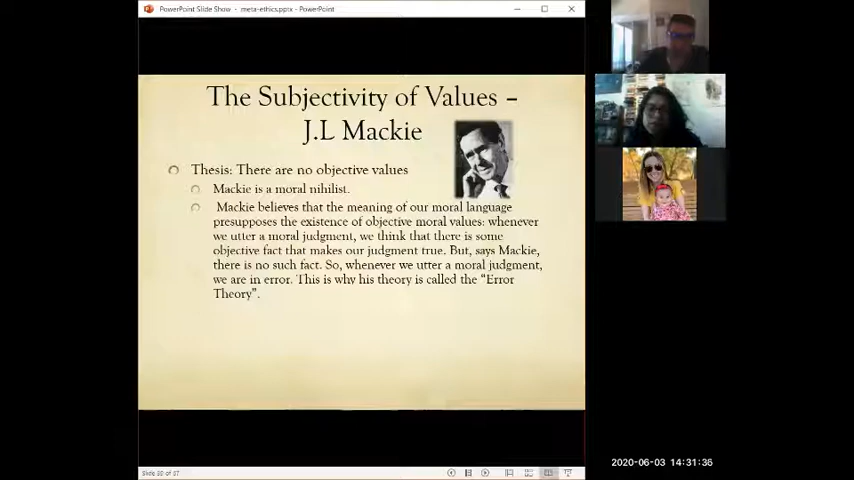 PowerPoint Slide Show - meta-ethics.pptx - PowerPoint
The Subjectivity of Values –
J.L Mackie
Thesis: There are no objective values
Mackie is a moral nihilist.
Mackie believes that the meaning of our moral language
presupposes the existence of objective moral values: whenever
we utter a moral judgment, we think that there is some
objective fact that makes our judgment true. But, says Mackie,
there is no such fact. So, whenever we utter a moral judgment,
we are in error. This is why his theory is called the “Error
Theory”.
2020-06-03 14:31:36